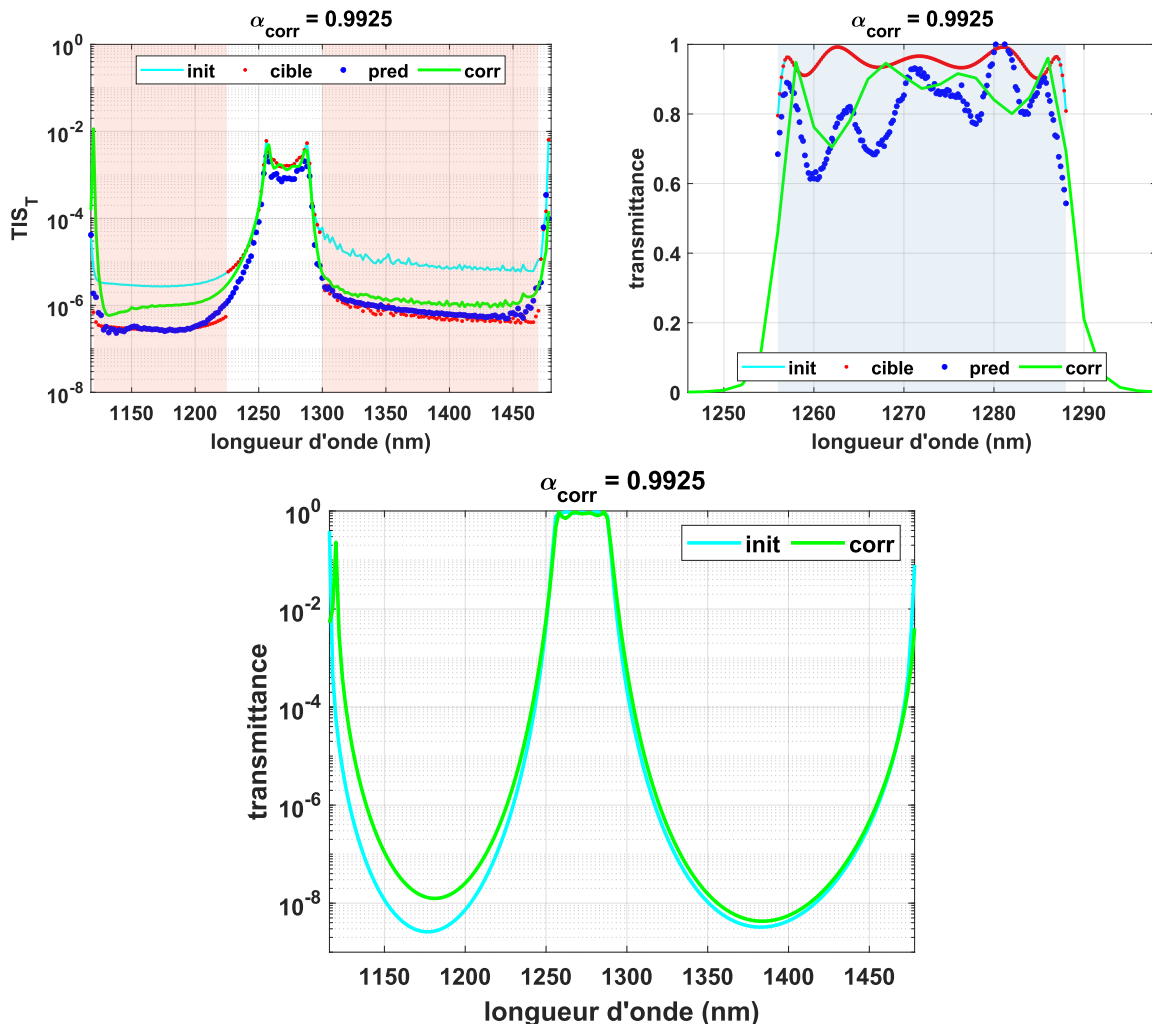 α_corr = 0.9925
TIS_T
10^0
10^-2
10^-4
10^-6
10^-8
init cible pred corr
1150 1200 1250 1300 1350 1400 1450
longueur d'onde (nm)
α_corr = 0.9925
transmittance
1
0.8
0.6
0.4
0.2
0
init cible pred corr
1250 1260 1270 1280 1290
longueur d'onde (nm)
α_corr = 0.9925
transmittance
10^0
10^-2
10^-4
10^-6
10^-8
init corr
1150 1200 1250 1300 1350 1400 1450
longueur d'onde (nm)